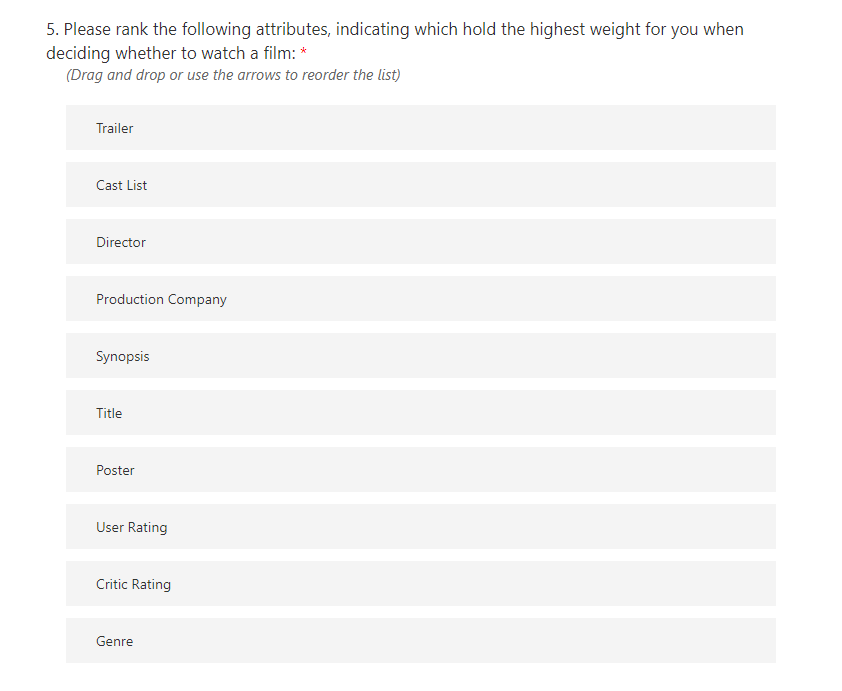 5. Please rank the following attributes, indicating which hold the highest weight for you when
deciding whether to watch a film: *
(Drag and drop or use the arrows to reorder the list)
Trailer
Cast List
Director
Production Company
Synopsis
Title
Poster
User Rating
Critic Rating
Genre